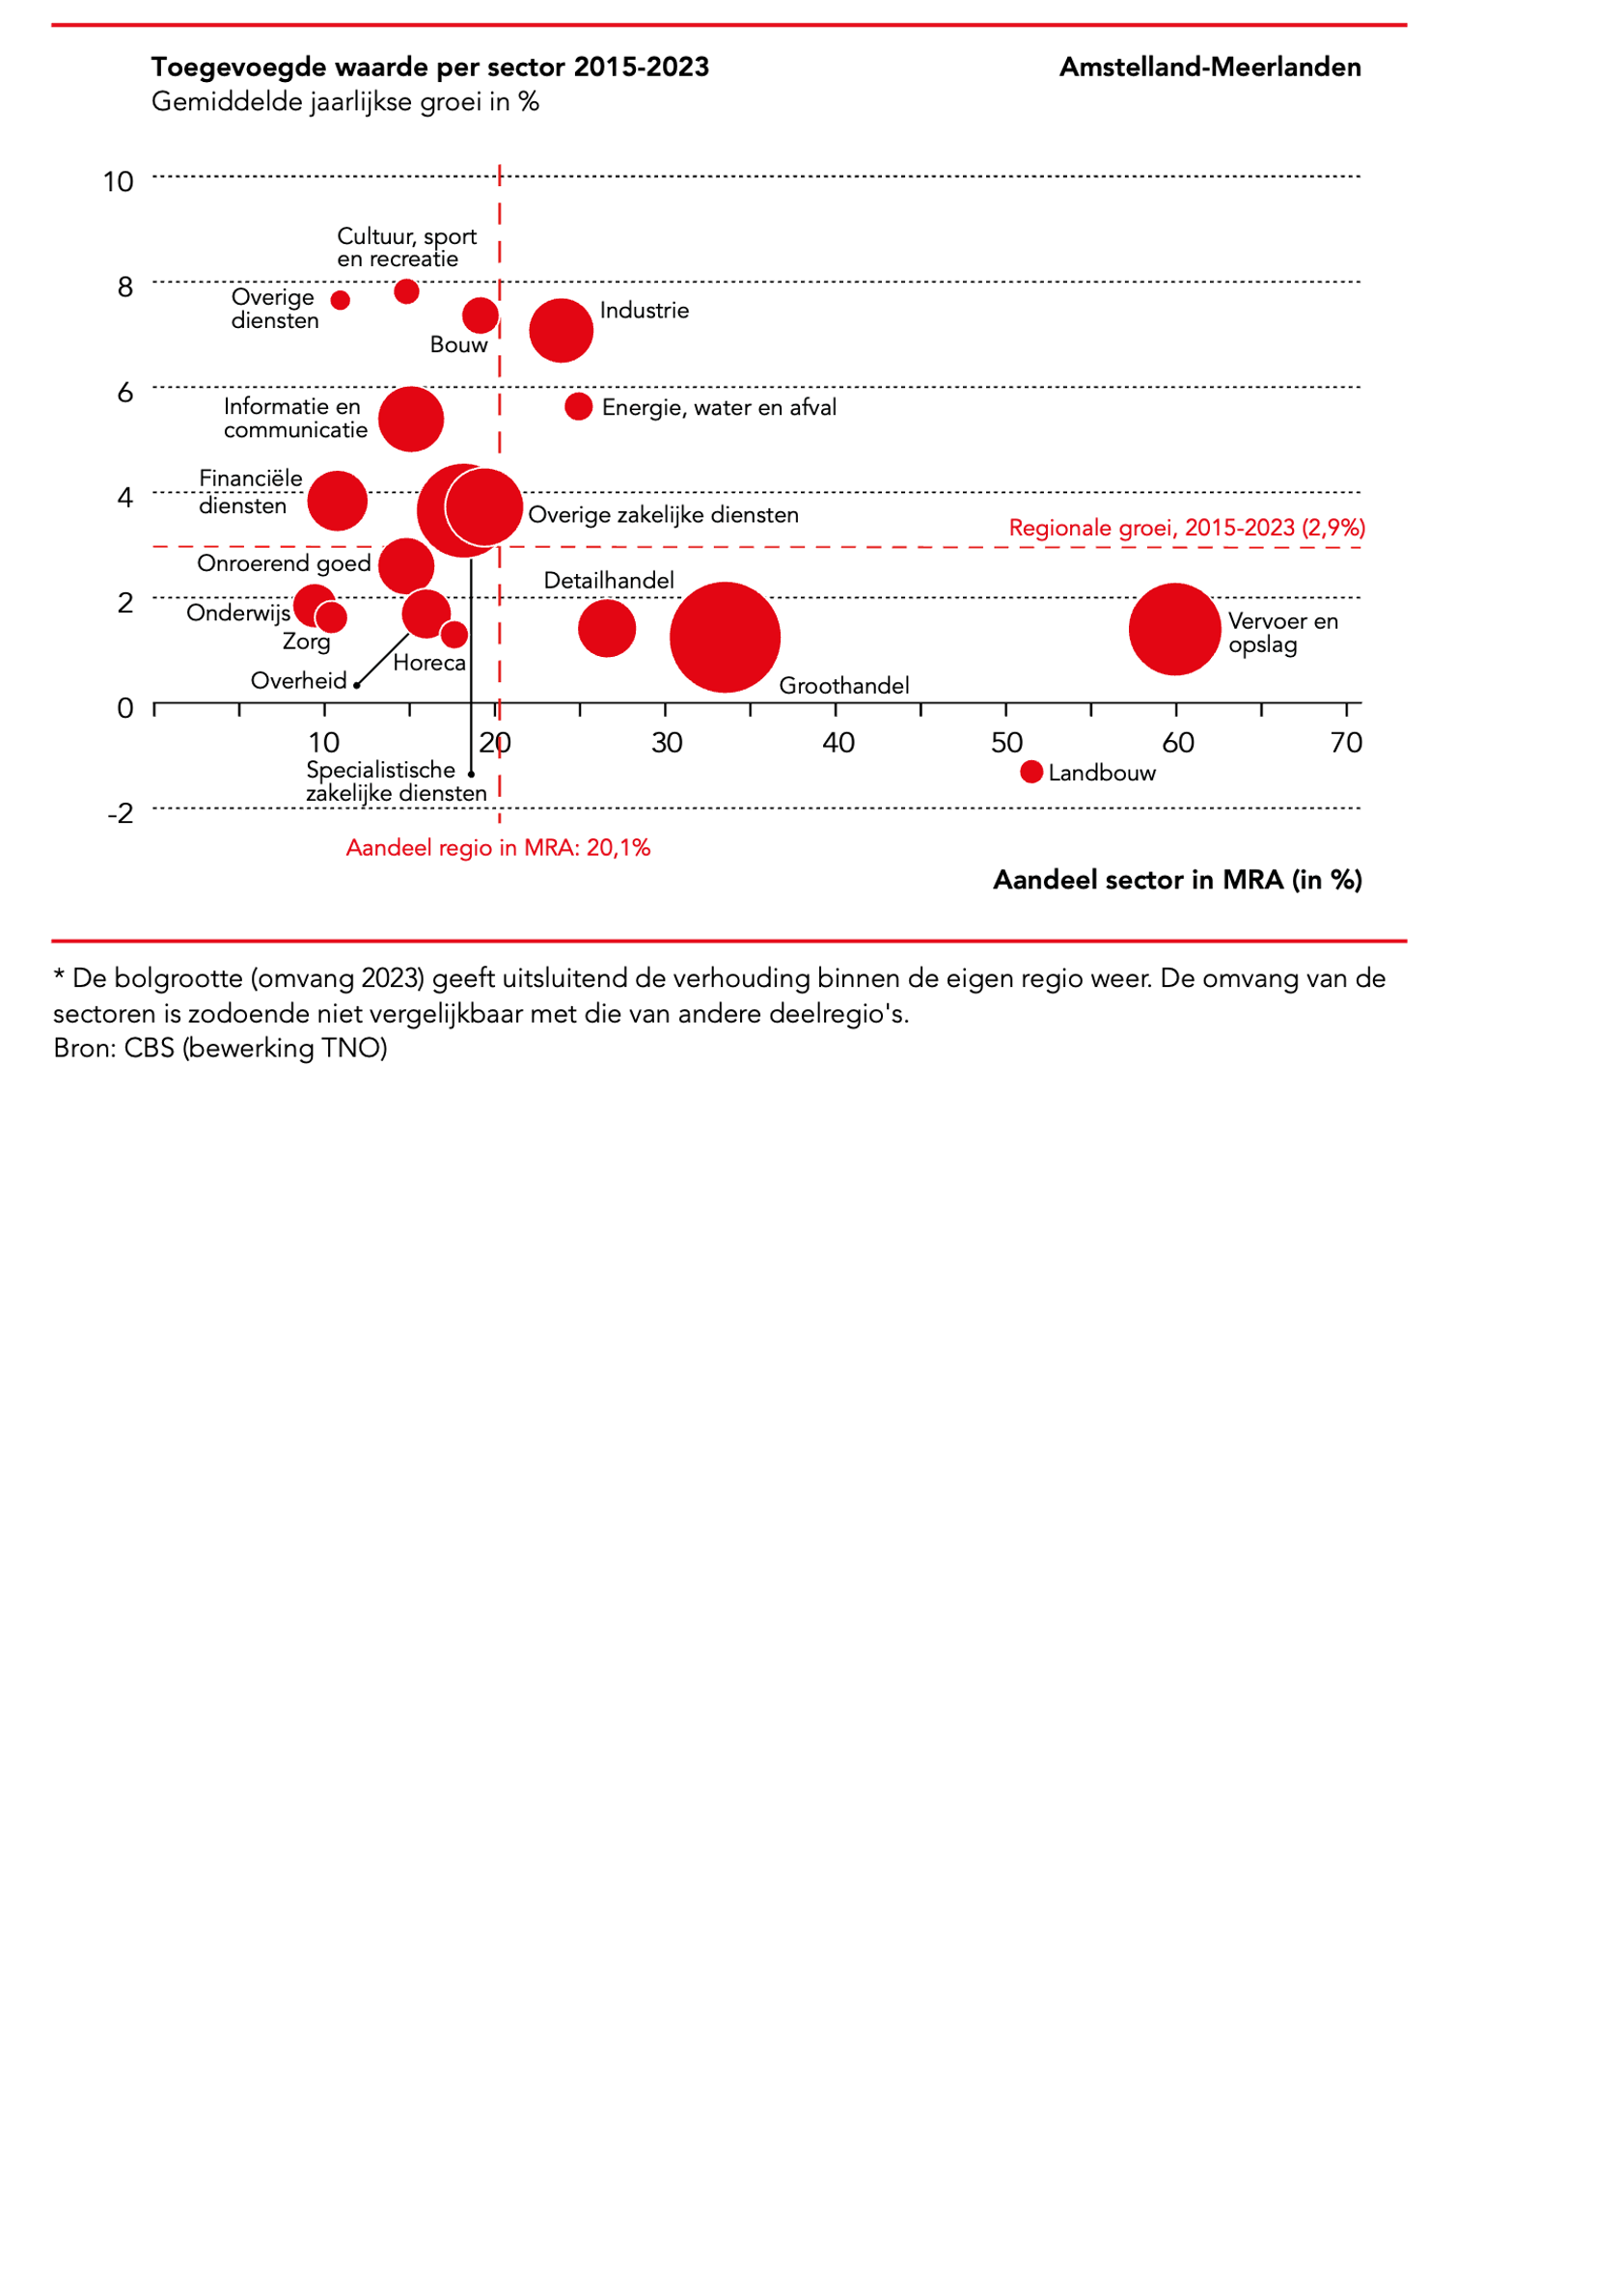 Toegevoegde waarde per sector 2015-2023
Amstelland-Meerlanden
Gemiddelde jaarlijkse groei in %
10
Cultuur, sport
en recreatie
8
Overige
diensten
Industrie
Bouw
6
Informatie en
communicatie
Energie, water en afval
Financiële
diensten
4
Overige zakelijke diensten
Regionale groei, 2015-2023 (2,9%)
Onroerend goed
Detailhandel
2
Onderwijs
Zorg
Vervoer en
opslag
Horeca
Overheid
Groothandel
0
10
20
30
40
50
60
70
Specialistische
zakelijke diensten
Landbouw
-2
Aandeel regio in MRA: 20,1%
Aandeel sector in MRA (in %)
* De bolgrootte (omvang 2023) geeft uitsluitend de verhouding binnen de eigen regio weer. De omvang van de
sectoren is zodoende niet vergelijkbaar met die van andere deelregio's.
Bron: CBS (bewerking TNO)